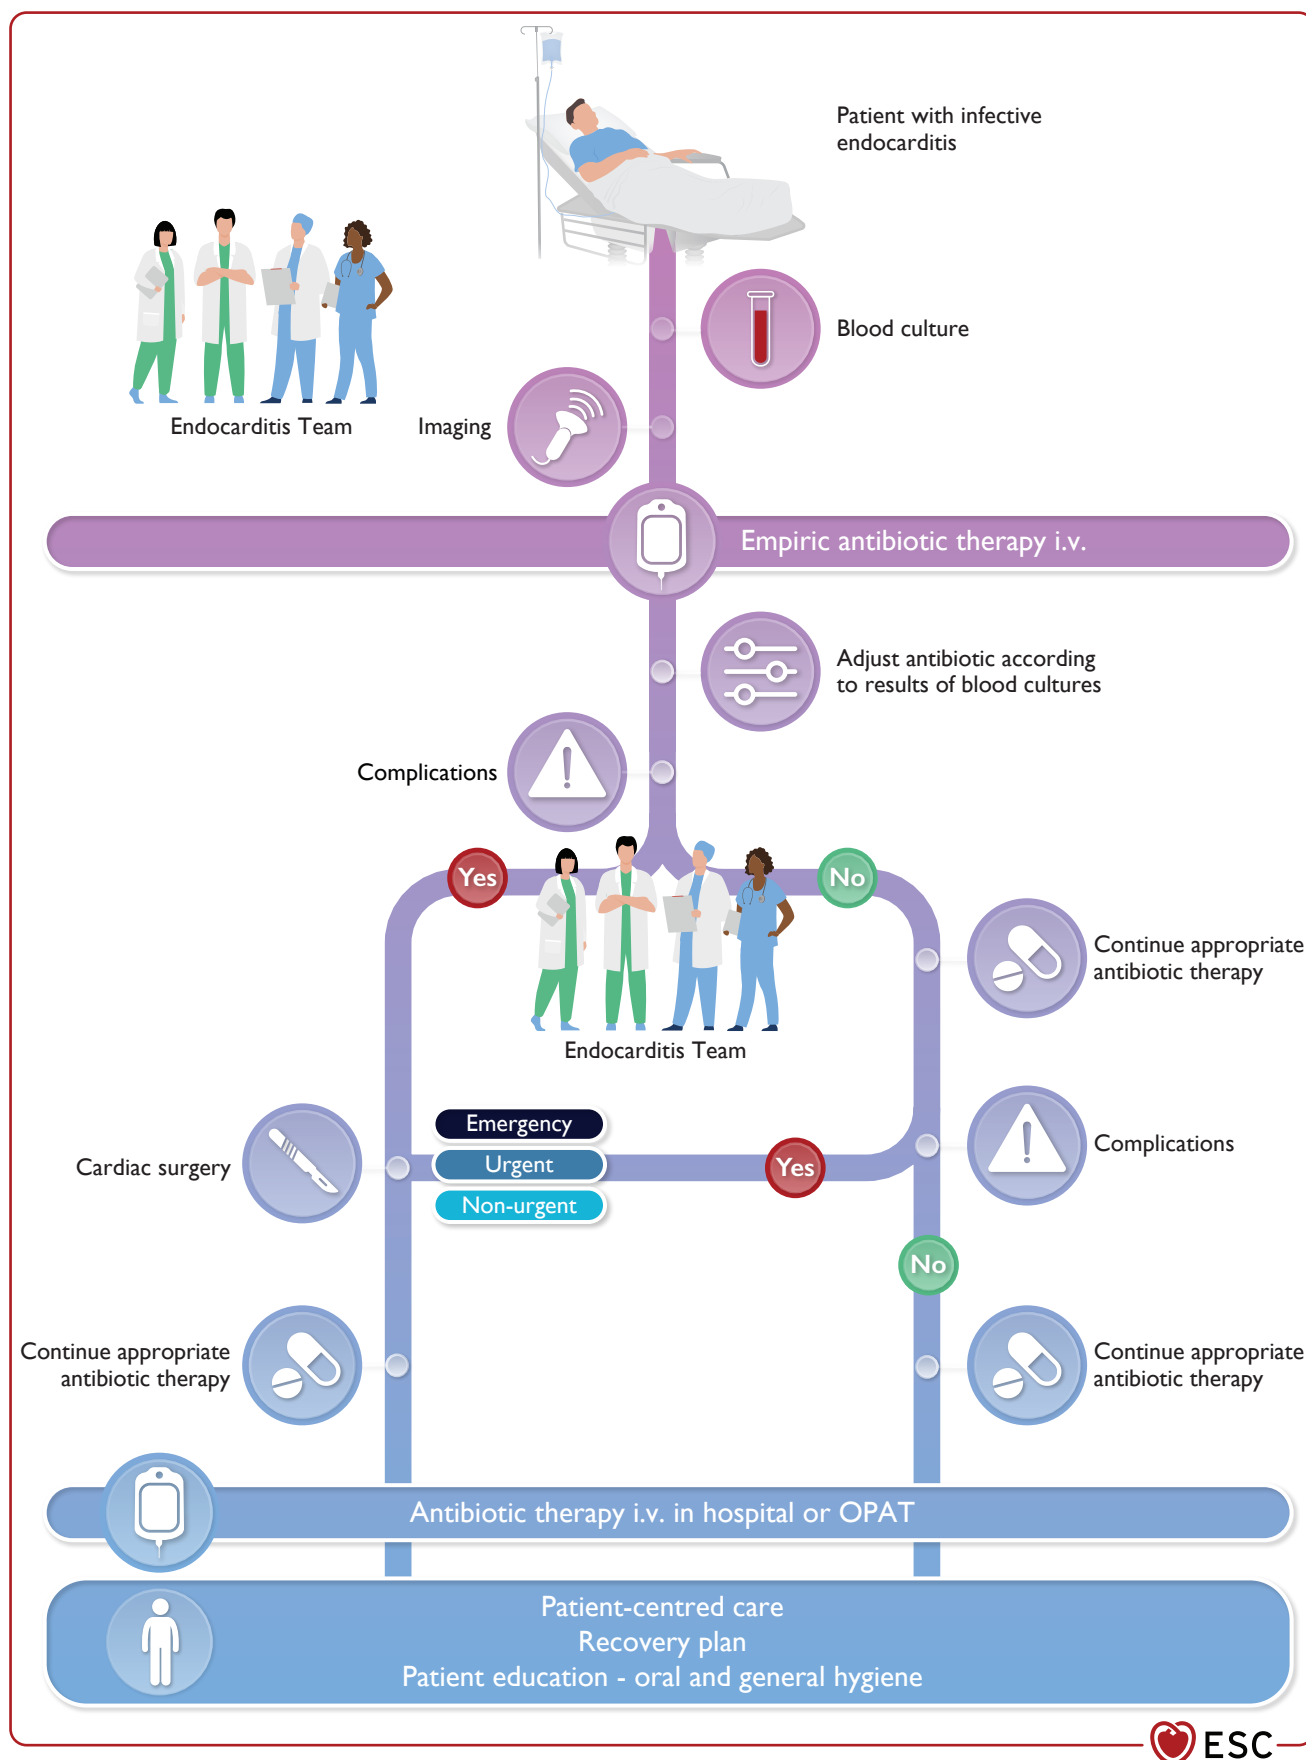 Patient with infective
endocarditis
Blood culture
Endocarditis Team
Imaging
Empiric antibiotic therapy i.v.
Adjust antibiotic according
to results of blood cultures
Complications
Yes
No
Continue appropriate
antibiotic therapy
Endocarditis Team
Emergency
Cardiac surgery
Urgent
Yes
Complications
Non-urgent
No
Continue appropriate
antibiotic therapy
Continue appropriate
antibiotic therapy
Antibiotic therapy i.v. in hospital or OPAT
Patient-centred care
Recovery plan
Patient education - oral and general hygiene
ESC